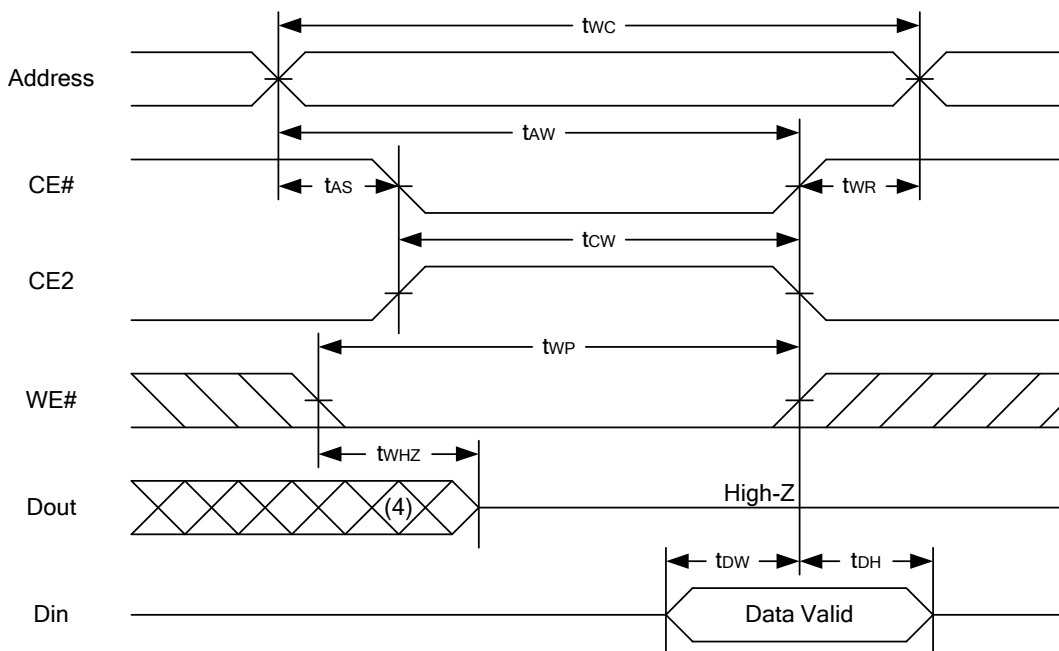 tWC
Address
tAW
CE# tAS tWR
tCW
CE2
tWP
WE#
tWHZ
Dout (4) High-Z
tDW tDH
Din Data Valid